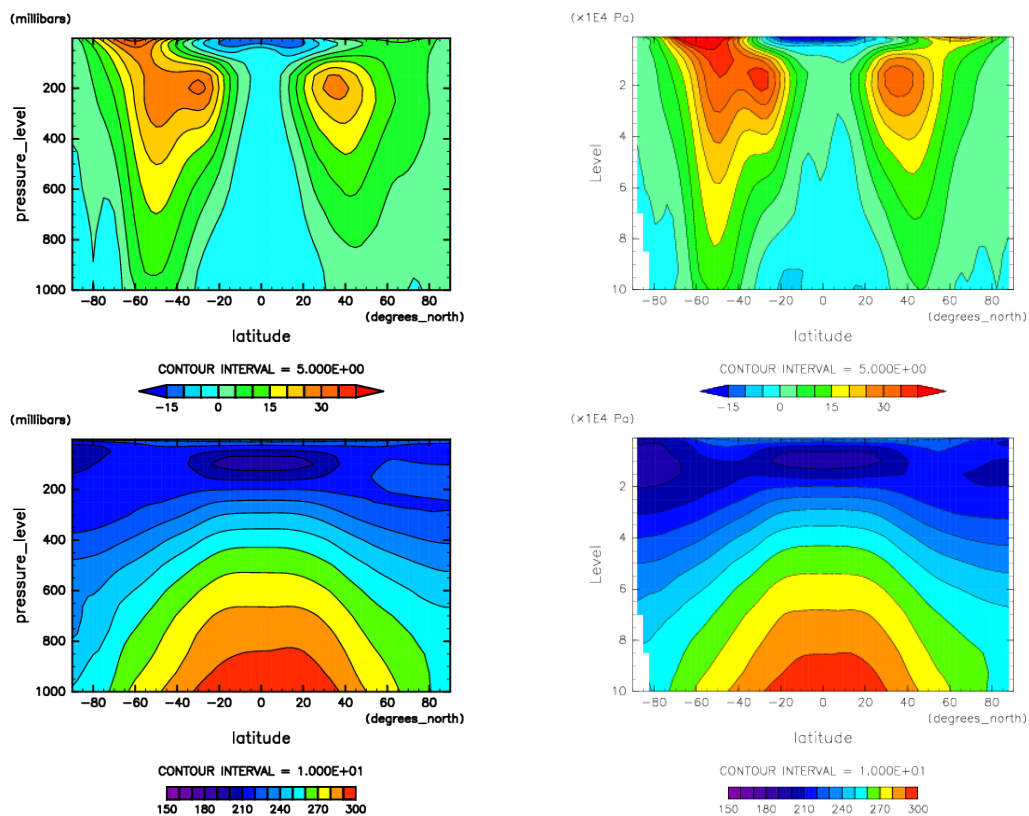 (millibars)
200
400
600
800
1000
pressure_level
−80 −60 −40 −20 0 20 40 60 80
(degrees_north)
latitude
CONTOUR INTERVAL = 5.000E+00
−15 0 15 30
(×1E4 Pa)
2
4
6
8
10
Level
−80 −60 −40 −20 0 20 40 60 80
(degrees_north)
latitude
CONTOUR INTERVAL = 5.000E+00
−15 0 15 30
(millibars)
200
400
600
800
1000
pressure_level
−80 −60 −40 −20 0 20 40 60 80
(degrees_north)
latitude
CONTOUR INTERVAL = 1.000E+01
150 180 210 240 270 300
(×1E4 Pa)
2
4
6
8
10
Level
−80 −60 −40 −20 0 20 40 60 80
(degrees_north)
latitude
CONTOUR INTERVAL = 1.000E+01
150 180 210 240 270 300